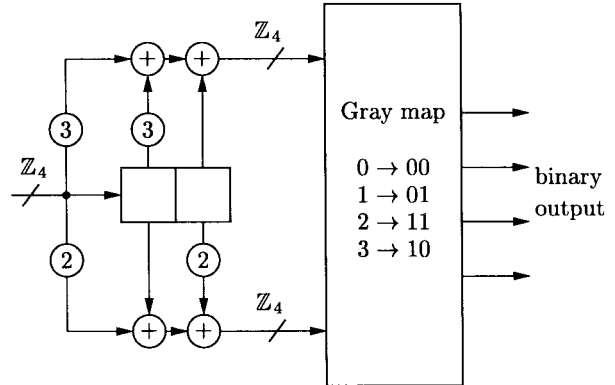 + +
ℤ₄
3 3
Gray map
ℤ₄
0 → 00
1 → 01
2 → 11
3 → 10
binary
output
2 2
ℤ₄
+ +